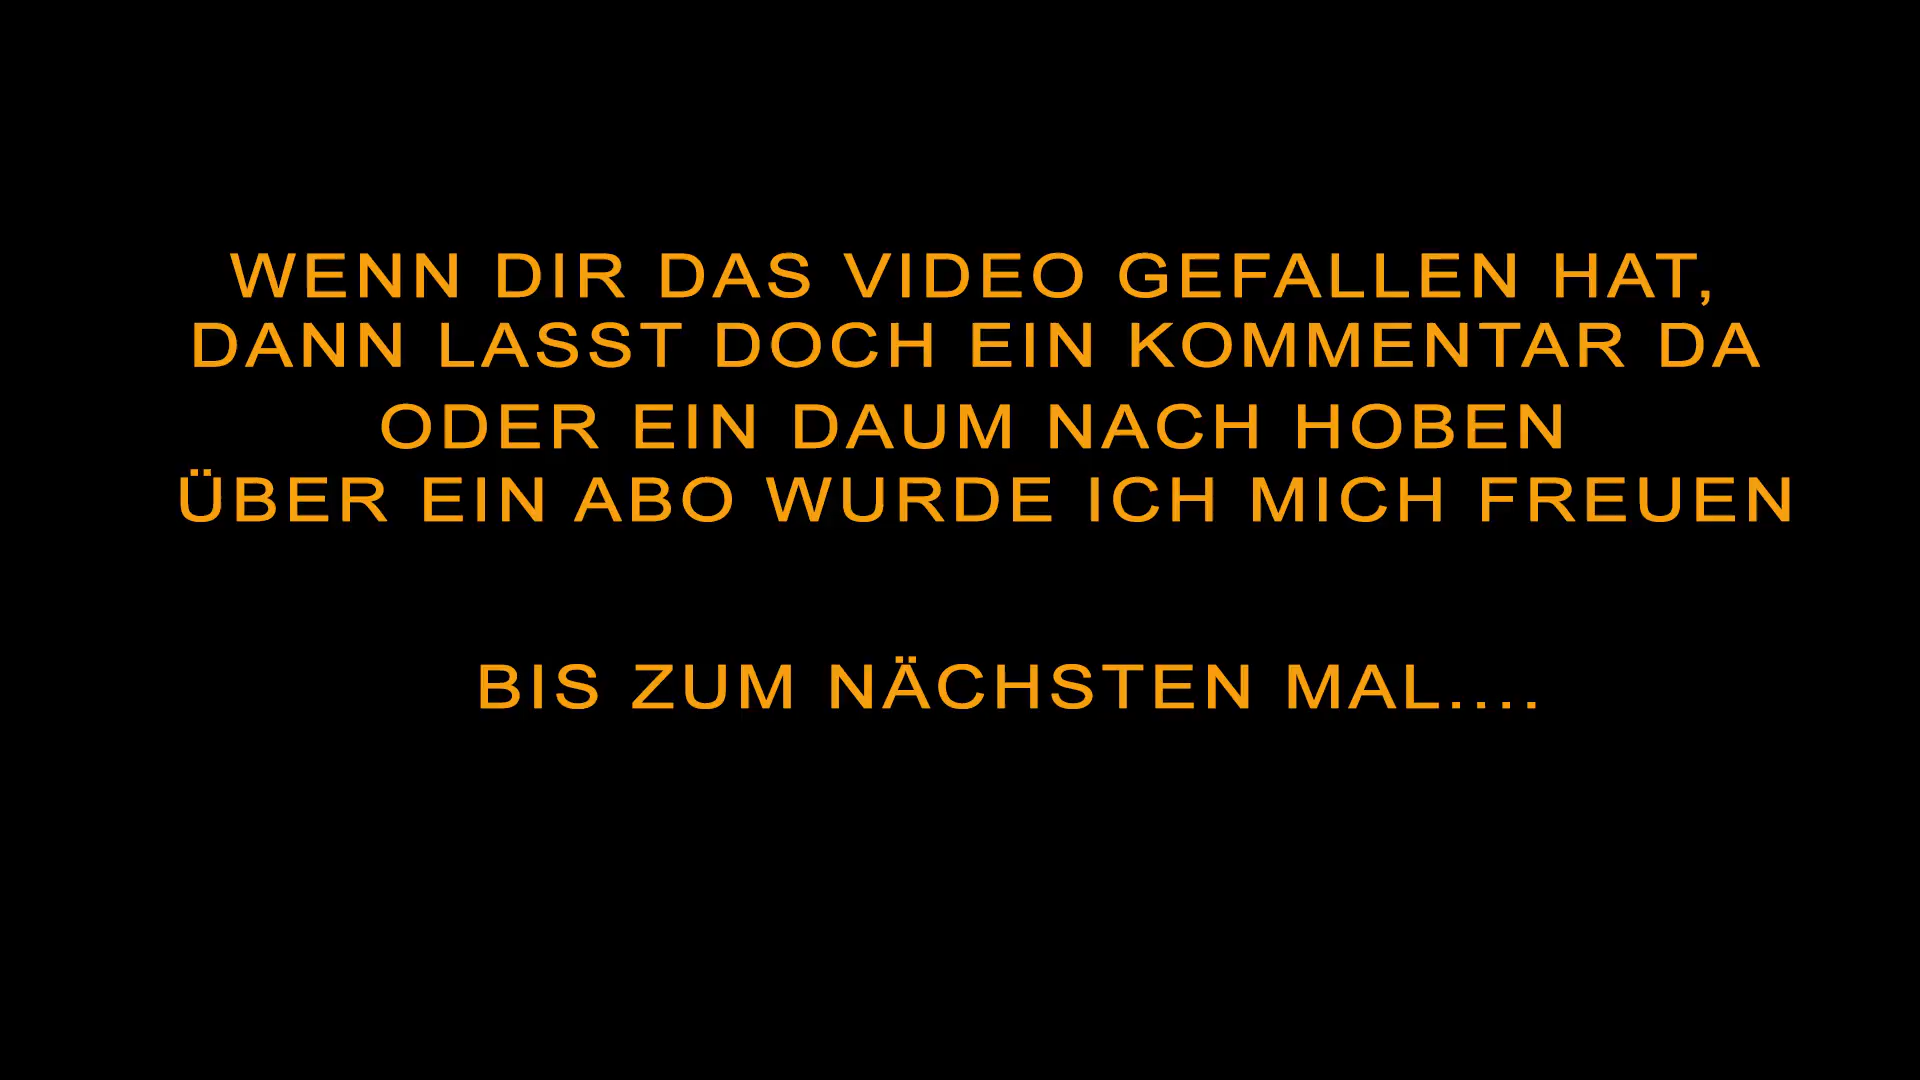 WENN DIR DAS VIDEO GEFALLEN HAT,
DANN LASST DOCH EIN KOMMENTAR DA
ODER EIN DAUM NACH HOBEN
ÜBER EIN ABO WURDE ICH MICH FREUEN
BIS ZUM NÄCHSTEN MAL....